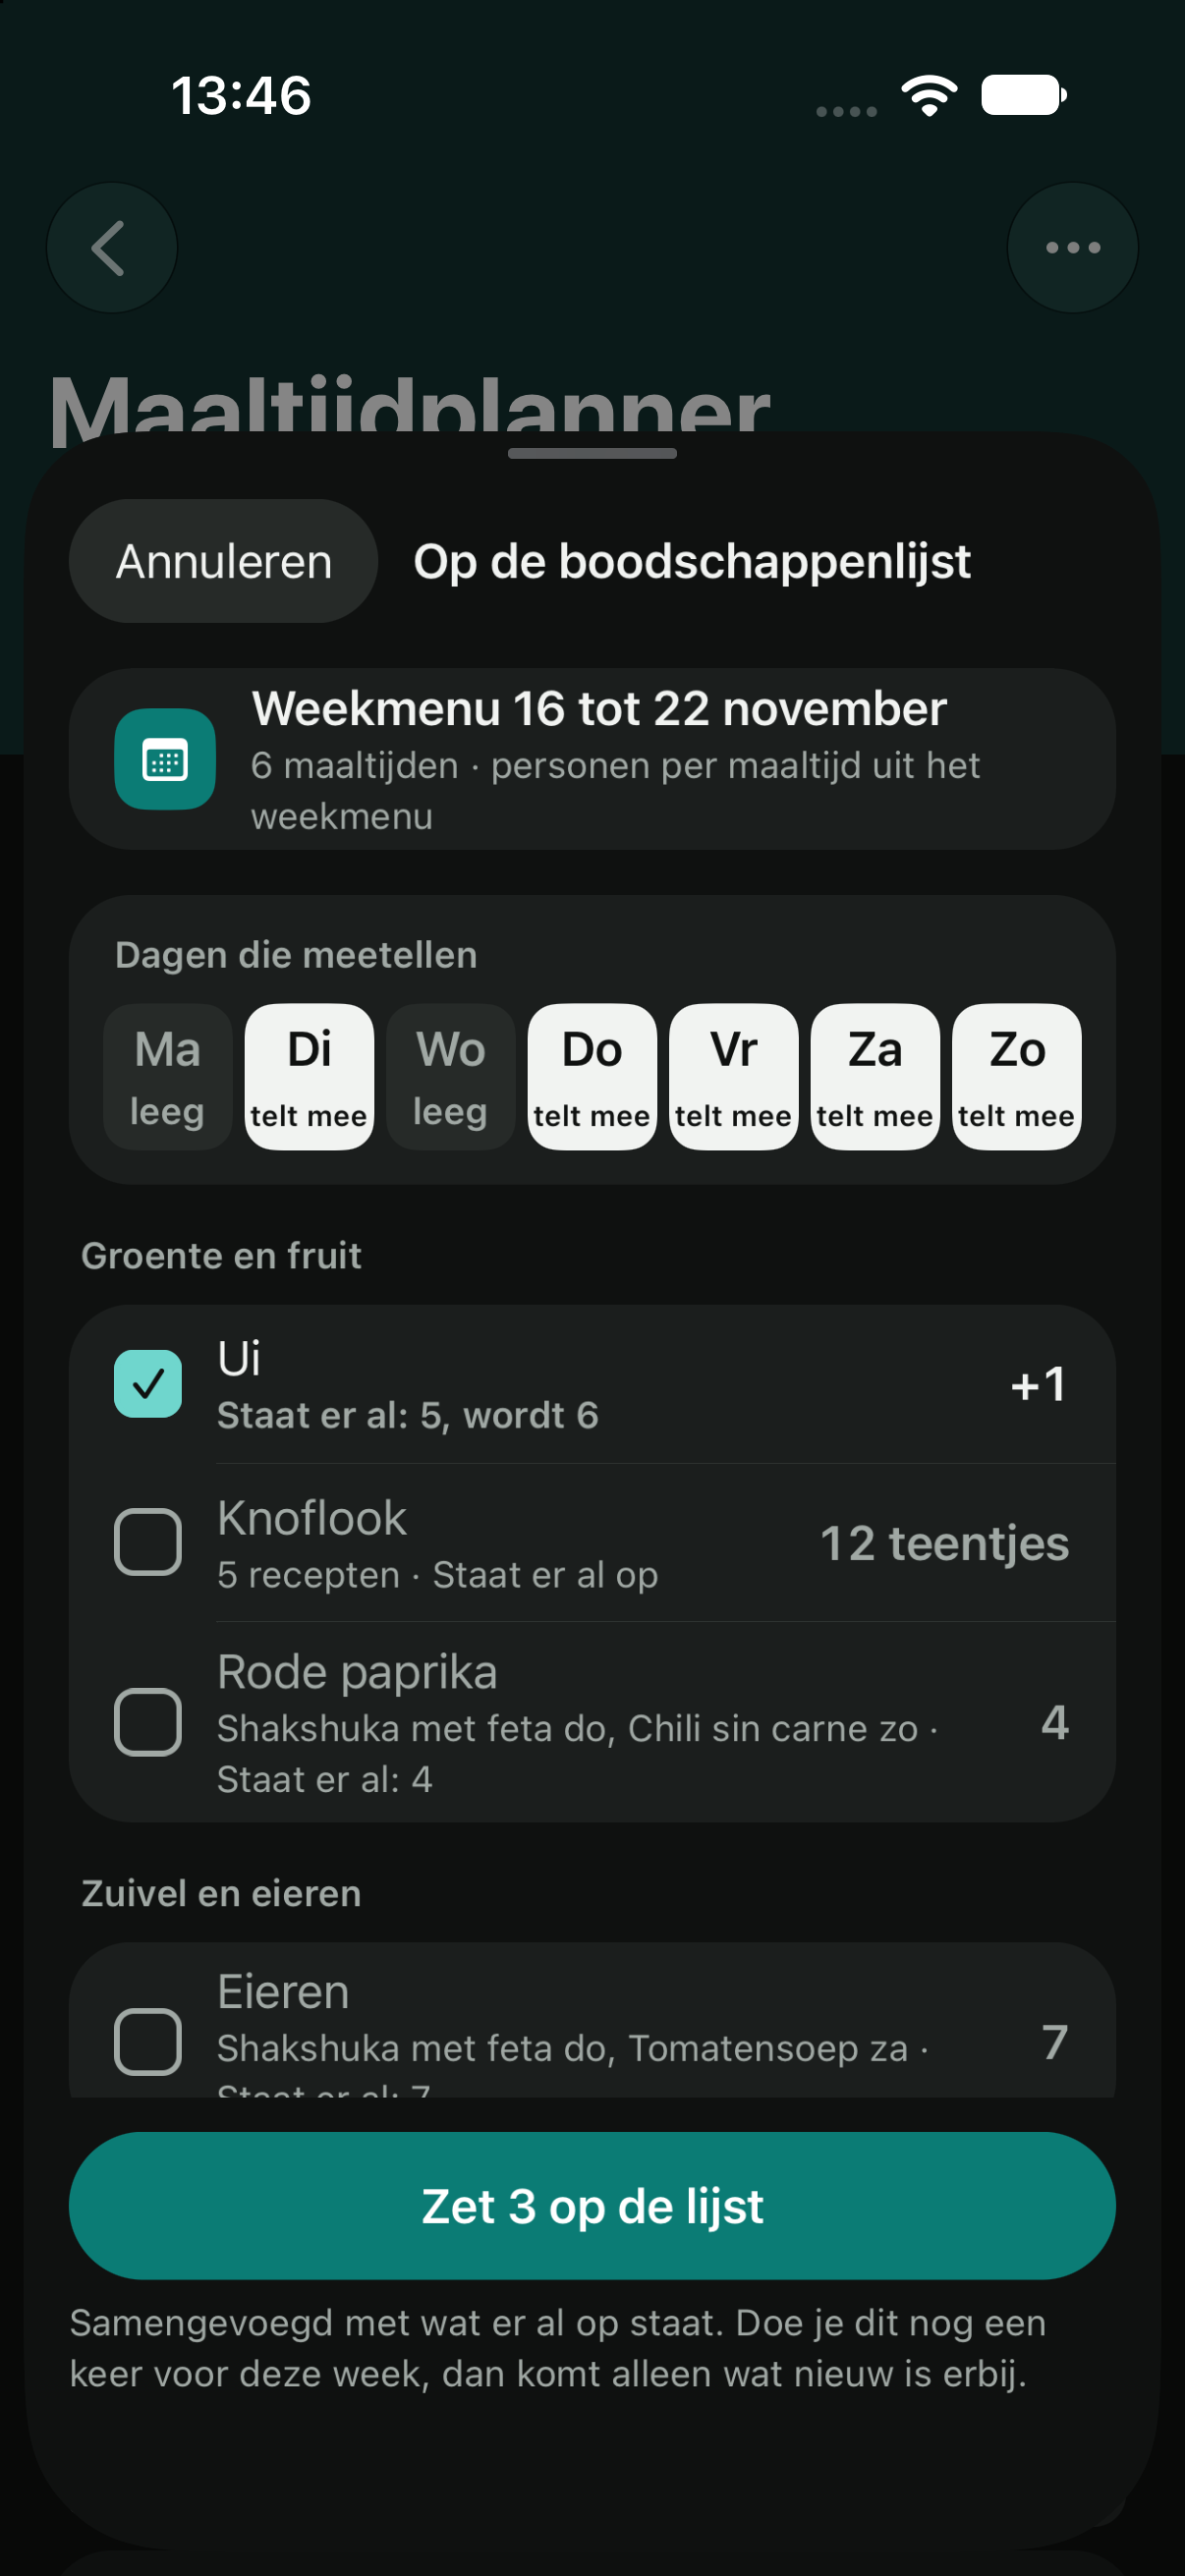 13:46
Maaltijdplanner
Annuleren
Op de boodschappenlijst
Weekmenu 16 tot 22 november
6 maaltijden · personen per maaltijd uit het
weekmenu
Dagen die meetellen
Ma Di Wo Do Vr Za Zo
leeg telt mee leeg telt mee telt mee telt mee telt mee
Groente en fruit
Ui
+1
Staat er al: 5, wordt 6
Knoflook
12 teentjes
5 recepten · Staat er al op
Rode paprika
Shakshuka met feta do, Chili sin carne zo ·
4
Staat er al: 4
Zuivel en eieren
Eieren
Shakshuka met feta do, Tomatensoep za ·
7
Staat er al: 7
Zet 3 op de lijst
Samengevoegd met wat er al op staat. Doe je dit nog een
keer voor deze week, dan komt alleen wat nieuw is erbij.